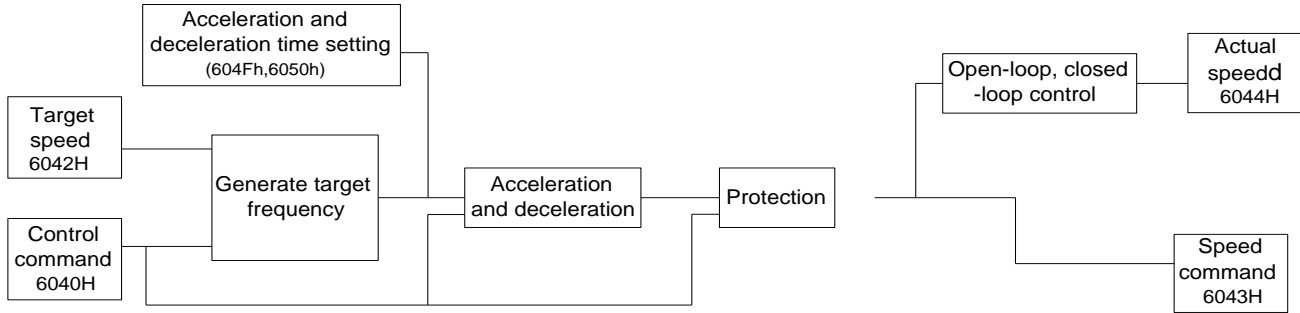 Acceleration and
deceleration time setting
(604Fh,6050h)
Target
speed
6042H
Control
command
6040H
Generate target
frequency
Acceleration
and deceleration
Protection
Open-loop, closed
-loop control
Actual
speedd
6044H
Speed
command
6043H